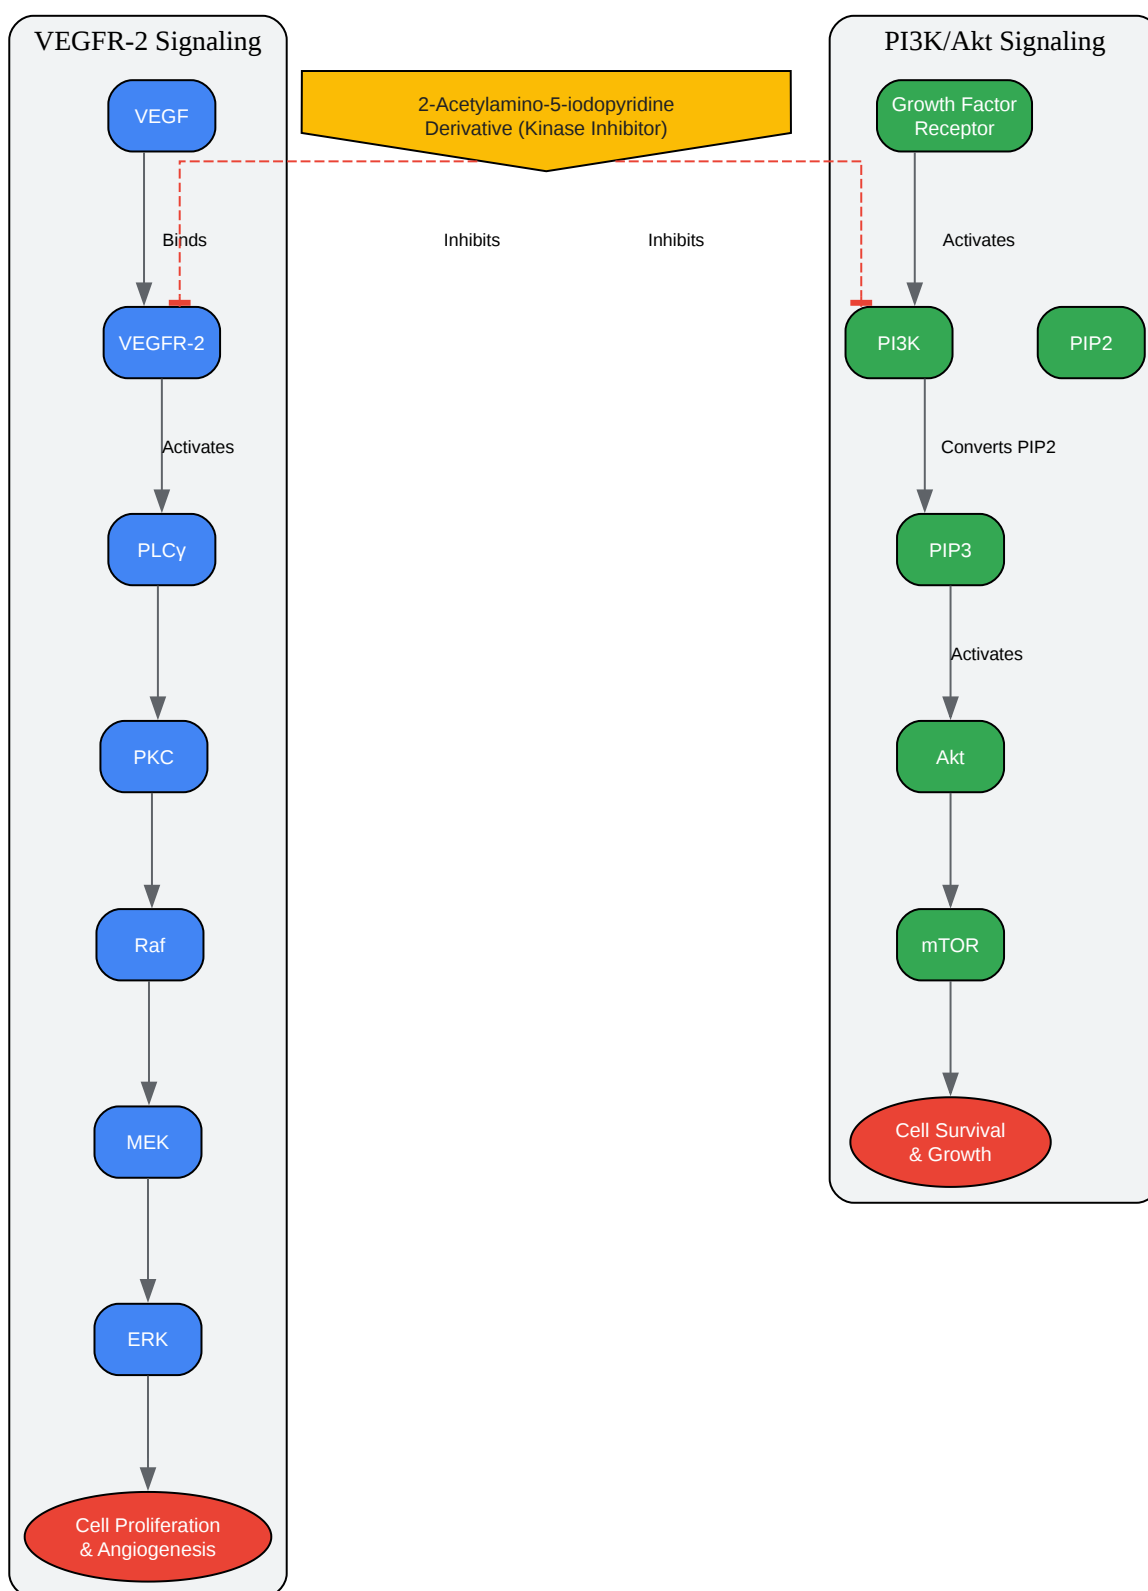 VEGFR-2 Signaling
VEGF
Binds
VEGFR-2
Activates
PLCγ
PKC
Raf
MEK
ERK
Cell Proliferation
& Angiogenesis
2-Acetylamino-5-iodopyridine
Derivative (Kinase Inhibitor)
Inhibits
Inhibits
PI3K/Akt Signaling
Growth Factor
Receptor
Activates
PI3K
PIP2
Converts PIP2
PIP3
Activates
Akt
mTOR
Cell Survival
& Growth